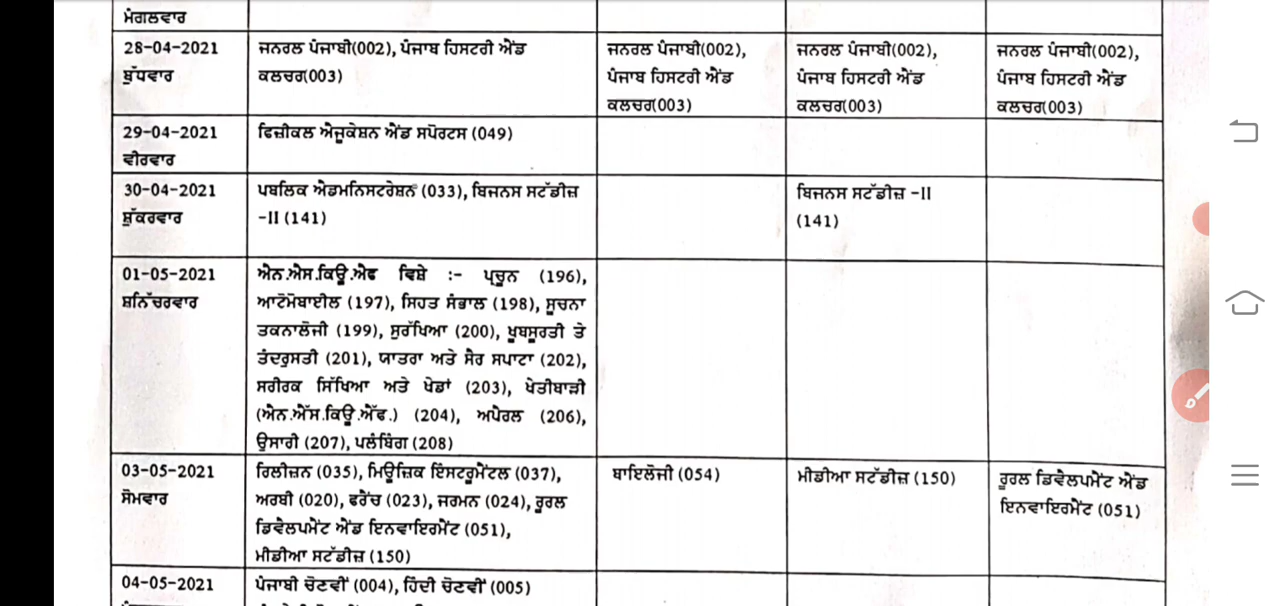 ਮੰਗਲਵਾਰ
28-04-2021
ਬੁੱਧਵਾਰ
ਜਨਰਲ ਪੰਜਾਬੀ(002), ਪੰਜਾਬ ਹਿਸਟਰੀ ਐਂਡ
ਕਲਚਰ(003)
ਜਨਰਲ ਪੰਜਾਬੀ(002),
ਪੰਜਾਬ ਹਿਸਟਰੀ ਐਂਡ
ਕਲਚਰ(003)
ਜਨਰਲ ਪੰਜਾਬੀ(002),
ਪੰਜਾਬ ਹਿਸਟਰੀ ਐਂਡ
ਕਲਚਰ(003)
ਜਨਰਲ ਪੰਜਾਬੀ(002),
ਪੰਜਾਬ ਹਿਸਟਰੀ ਐਂਡ
ਕਲਚਰ(003)
29-04-2021
ਵੀਰਵਾਰ
ਫਿਜ਼ੀਕਲ ਐਜੂਕੇਸ਼ਨ ਐਂਡ ਸਪੋਰਟਸ (049)
30-04-2021
ਸ਼ੁੱਕਰਵਾਰ
ਪਬਲਿਕ ਐਡਮਨਿਸਟਰੇਸ਼ਨ (033), ਬਿਜਨਸ ਸਟੱਡੀਜ਼
-II (141)
ਬਿਜਨਸ ਸਟੱਡੀਜ਼ -II
(141)
01-05-2021
ਸ਼ਨਿੱਚਰਵਾਰ
ਐਨ.ਐਸ.ਕਿਊ.ਐਫ ਵਿਸ਼ੇ :- ਪ੍ਰਚੂਨ (196),
ਆਟੋਮੋਬਾਈਲ (197), ਸਿਹਤ ਸੰਭਾਲ (198), ਸੂਚਨਾ
ਤਕਨਾਲੋਜੀ (199), ਸੁਰੱਖਿਆ (200), ਖੂਬਸੂਰਤੀ ਤੇ
ਤੰਦਰੁਸਤੀ (201), ਯਾਤਰਾ ਅਤੇ ਸੈਰ ਸਪਾਟਾ (202),
ਸਰੀਰਕ ਸਿੱਖਿਆ ਅਤੇ ਖੇਡਾਂ (203), ਖੇਤੀਬਾੜੀ
(ਐਨ.ਐੱਸ.ਕਿਊ.ਐੱਫ.) (204), ਅਪੈਰਲ (206),
ਉਸਾਰੀ (207), ਪਲੰਬਿੰਗ (208)
03-05-2021
ਸੋਮਵਾਰ
ਰਿਲੀਜ਼ਨ (035), ਮਿਊਜ਼ਿਕ ਇੰਸਟਰੂਮੈਂਟਲ (037),
ਅਰਬੀ (020), ਫਰੈਂਚ (023), ਜਰਮਨ (024), ਰੂਰਲ
ਡਿਵੈਲਪਮੈਂਟ ਐਂਡ ਇਨਵਾਇਰਮੈਂਟ (051),
ਮੀਡੀਆ ਸਟੱਡੀਜ਼ (150)
ਬਾਇਲੋਜੀ (054)
ਮੀਡੀਆ ਸਟੱਡੀਜ਼ (150)
ਰੂਰਲ ਡਿਵੈਲਪਮੈਂਟ ਐਂਡ
ਇਨਵਾਇਰਮੈਂਟ (051)
04-05-2021
ਪੰਜਾਬੀ ਚੋਣਵੀਂ (004), ਹਿੰਦੀ ਚੋਣਵੀਂ (005)